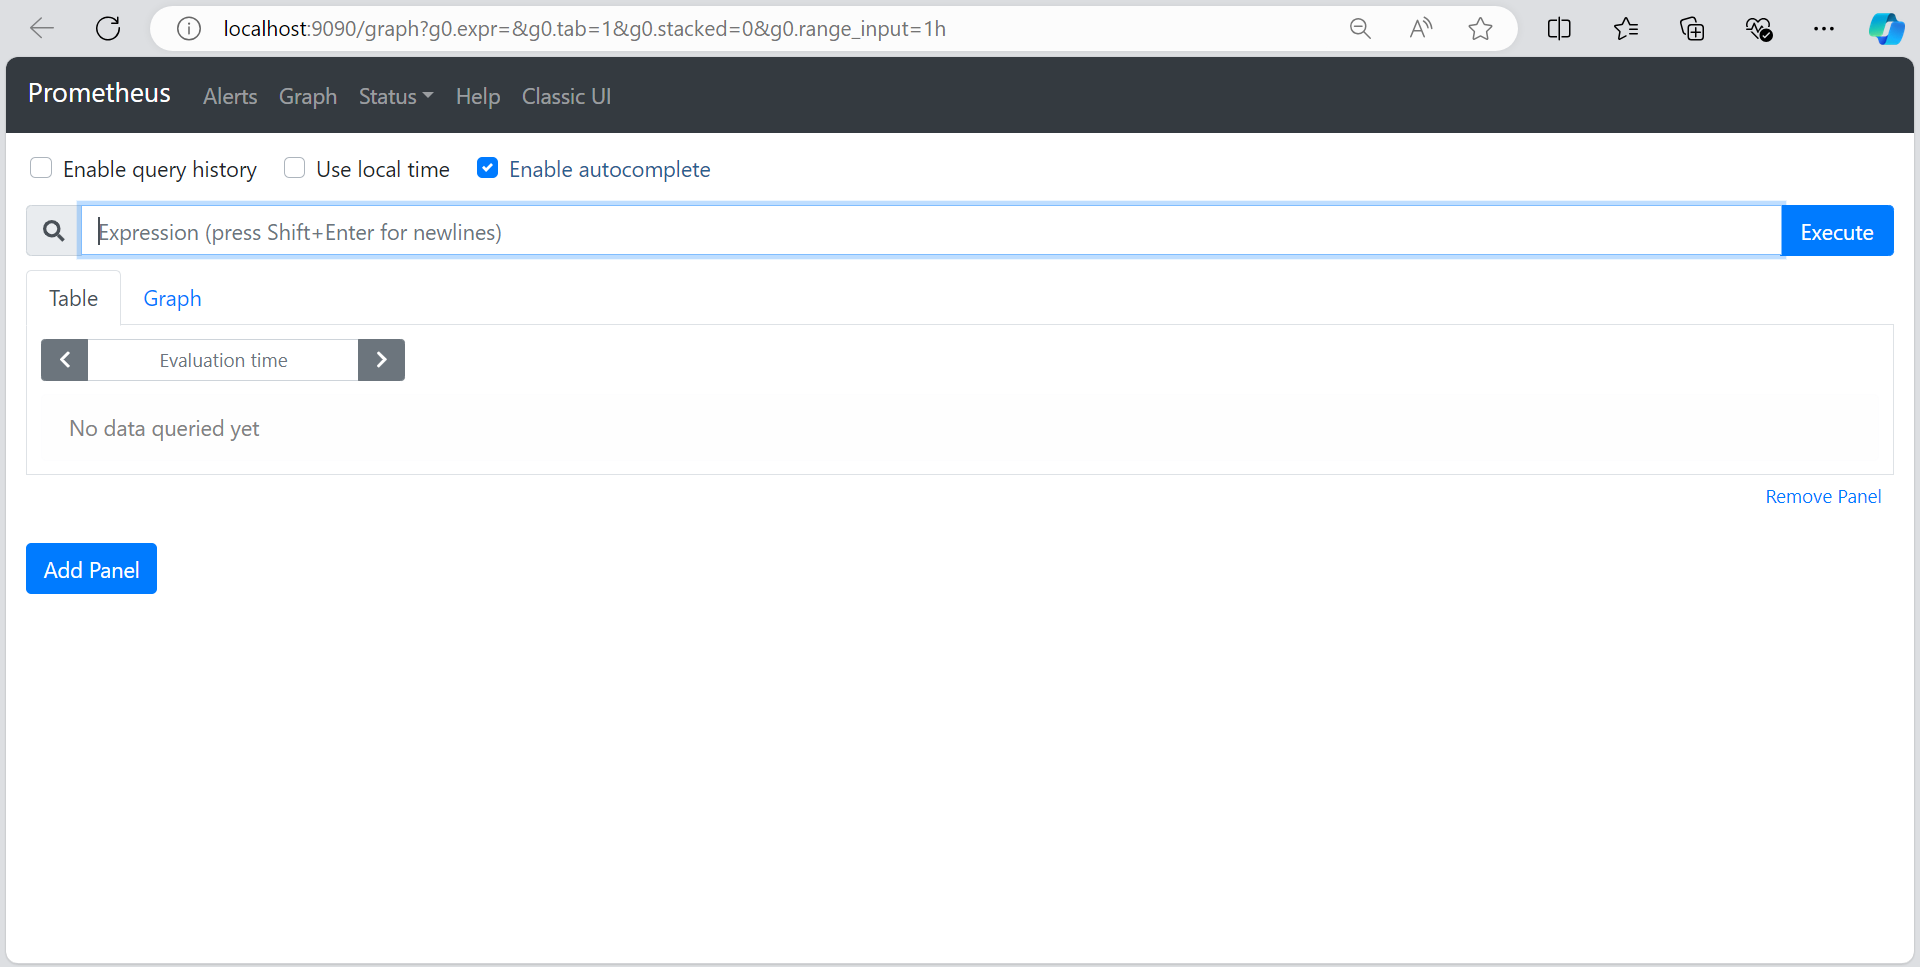 localhost:9090/graph?g0.expr=&g0.tab=1&g0.stacked=0&g0.range_input=1h
Prometheus Alerts Graph Status Help Classic UI
Enable query history Use local time Enable autocomplete
Expression (press Shift+Enter for newlines) Execute
Table Graph
Evaluation time
No data queried yet
Remove Panel
Add Panel